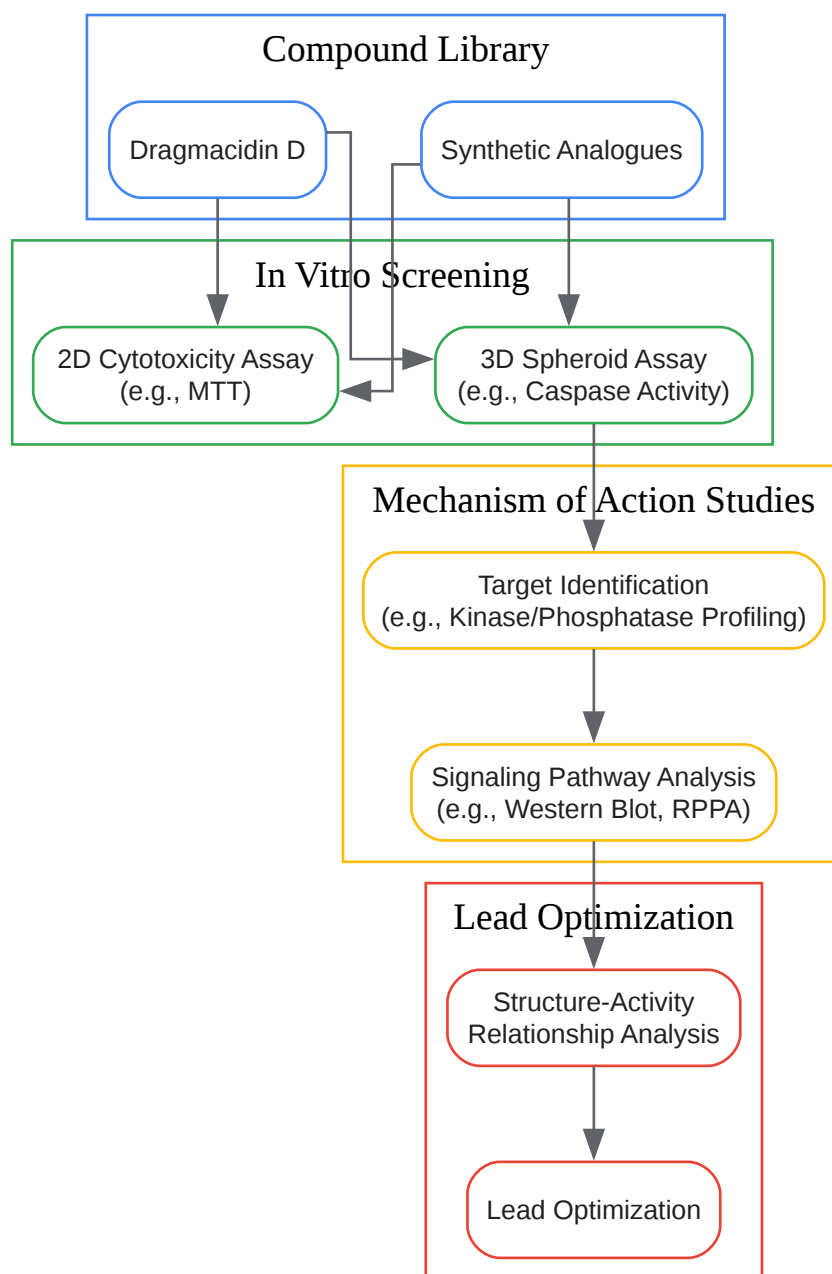 Compound Library
Dragmacidin D
Synthetic Analogues
In Vitro Screening
2D Cytotoxicity Assay
(e.g., MTT)
3D Spheroid Assay
(e.g., Caspase Activity)
Mechanism of Action Studies
Target Identification
(e.g., Kinase/Phosphatase Profiling)
Signaling Pathway Analysis
(e.g., Western Blot, RPPA)
Lead Optimization
Structure-Activity
Relationship Analysis
Lead Optimization